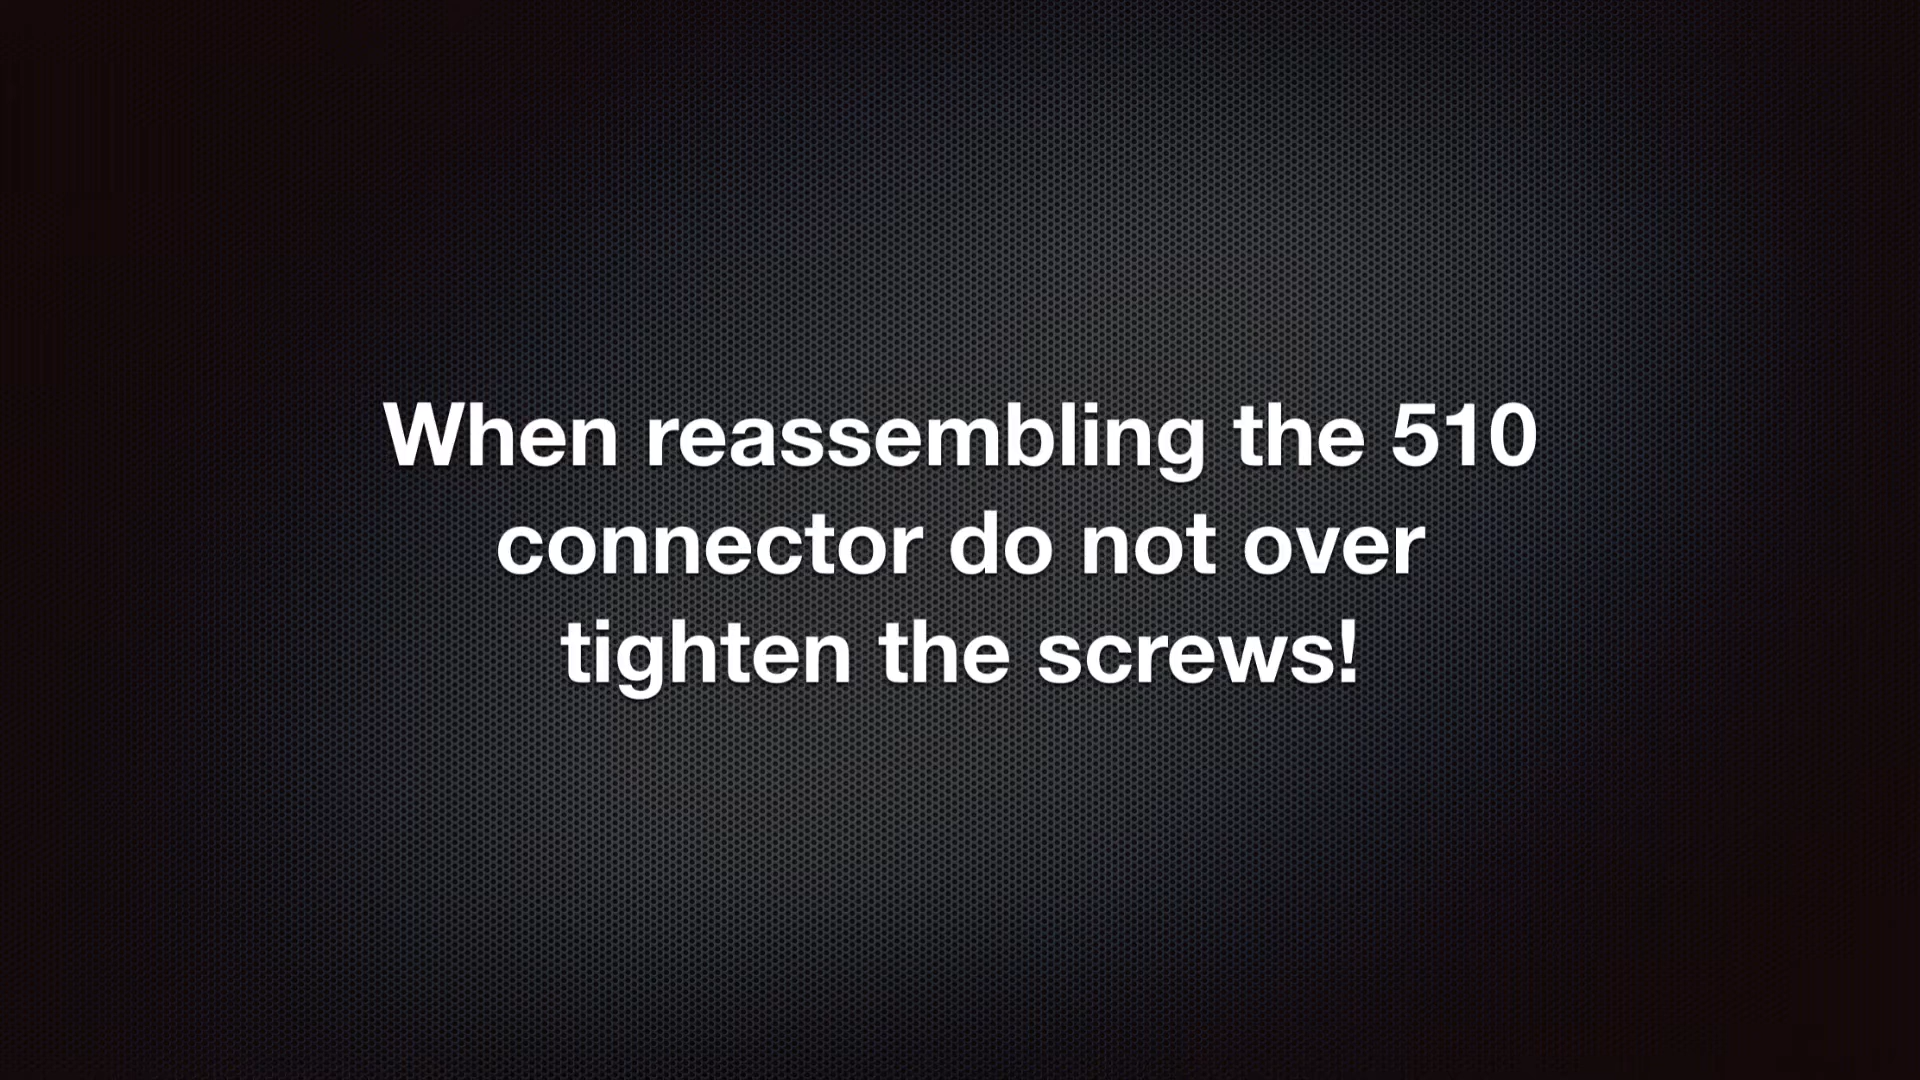 When reassembling the 510
connector do not over
tighten the screws!